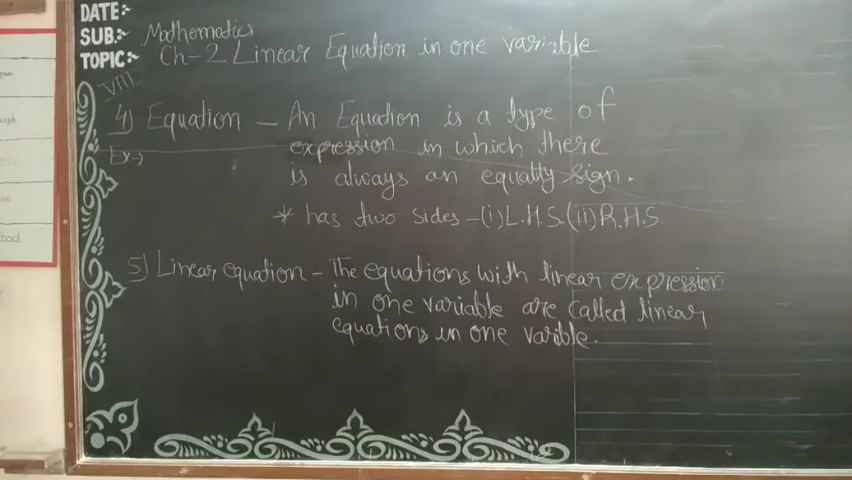 DATE:-
SUB:- Mathematics
TOPIC:- Ch-2 Linear Equation in one variable
VIII
4) Equation – An Equation is a type of
Ex→
expression in which there
is always an equality sign.
* has two sides – (i) L.H.S. (ii) R.H.S.
5) Linear equation – The equations with linear expression
in one variable are called linear
equations in one varible.